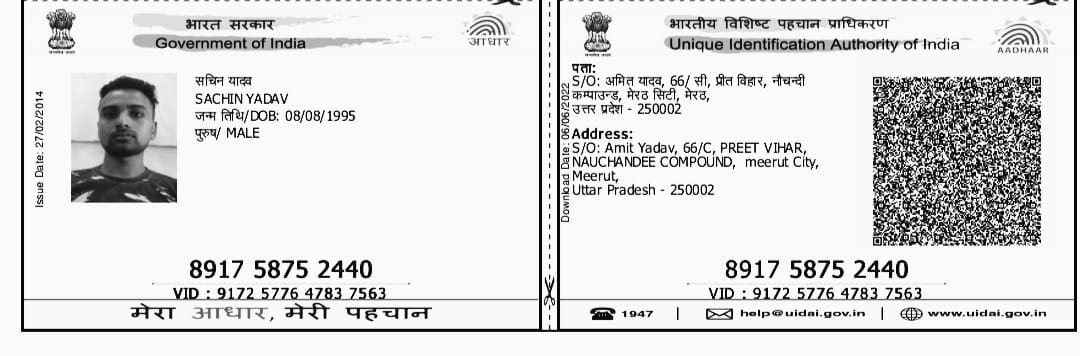 भारत सरकार
Government of India
आधार
Issue Date: 27/02/2014
सचिन यादव
SACHIN YADAV
जन्म तिथि/DOB: 08/08/1995
पुरुष/ MALE
8917 5875 2440
VID : 9172 5776 4783 7563
मेरा आधार, मेरी पहचान
भारतीय विशिष्ट पहचान प्राधिकरण
Unique Identification Authority of India
AADHAAR
Download Date: 06/06/2022
पता:
S/O: अमित यादव, 66/ सी, प्रीत विहार, नौचन्दी
कम्पाउन्ड, मेरठ सिटी, मेरठ,
उत्तर प्रदेश - 250002
Address:
S/O: Amit Yadav, 66/C, PREET VIHAR,
NAUCHANDEE COMPOUND, meerut City,
Meerut,
Uttar Pradesh - 250002
8917 5875 2440
VID : 9172 5776 4783 7563
1947 | help@uidai.gov.in | www.uidai.gov.in